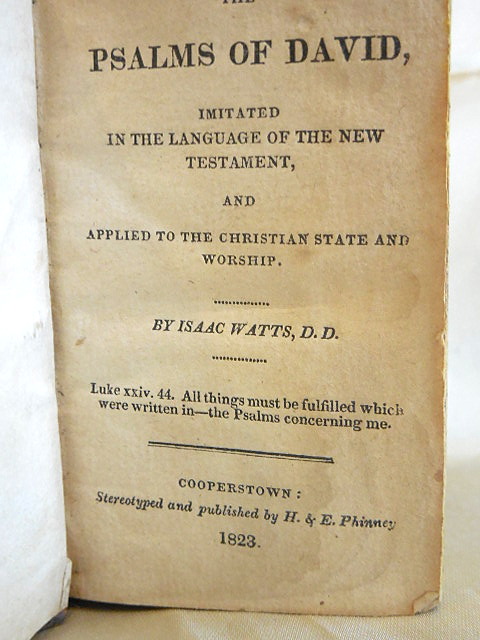 THE
PSALMS OF DAVID,
IMITATED
IN THE LANGUAGE OF THE NEW
TESTAMENT,
AND
APPLIED TO THE CHRISTIAN STATE AND
WORSHIP.
BY ISAAC WATTS, D. D.
Luke xxiv. 44. All things must be fulfilled which
were written in—the Psalms concerning me.
COOPERSTOWN:
Stereotyped and published by H. & E. Phinney
1823.